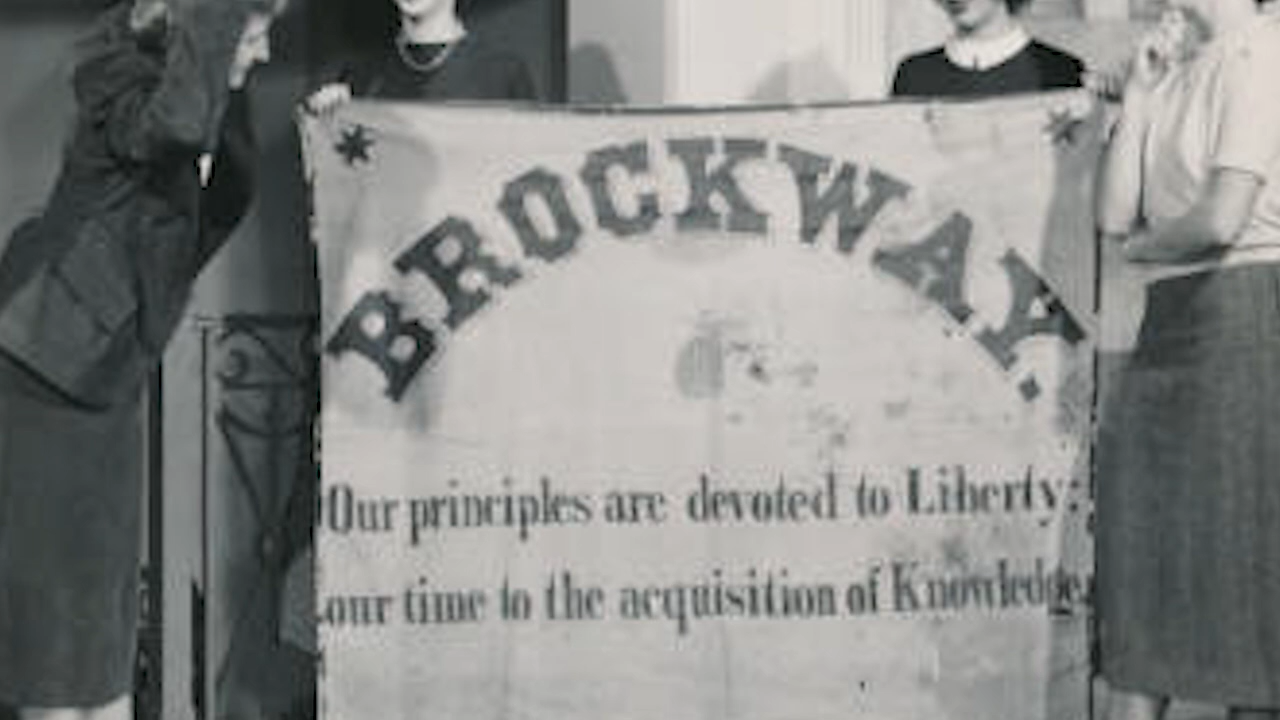 BROCKWAY.
Our principles are devoted to Liberty;
our time to the acquisition of Knowledge.